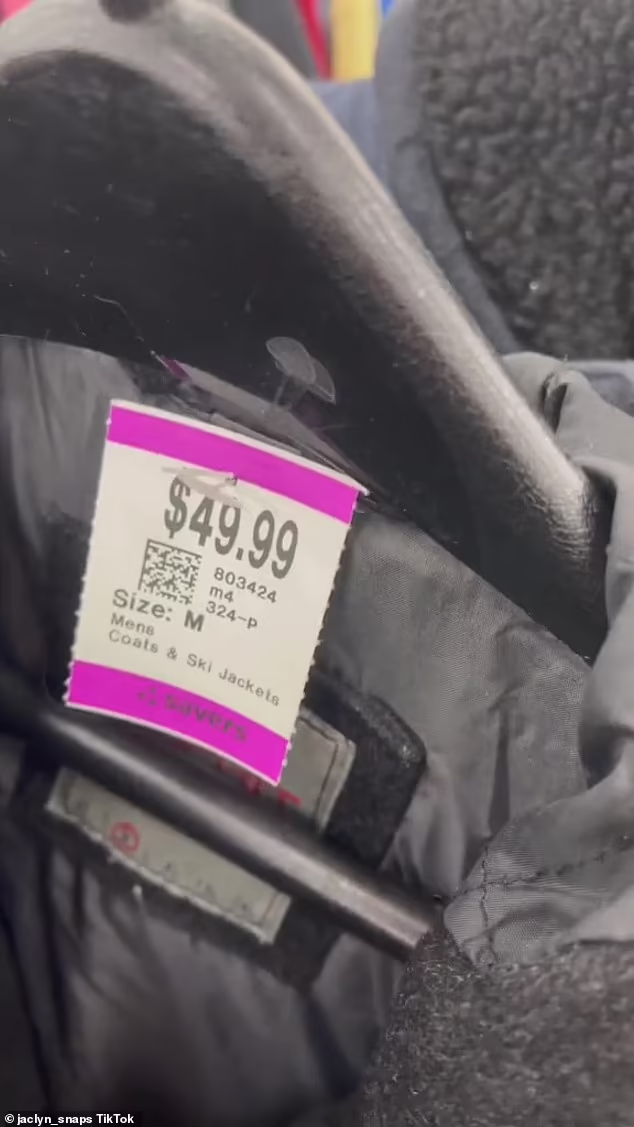 $49.99
803424
m4
324-p
Size: M
Mens
Coats & Ski Jackets
savers
© jaclyn_snaps TikTok